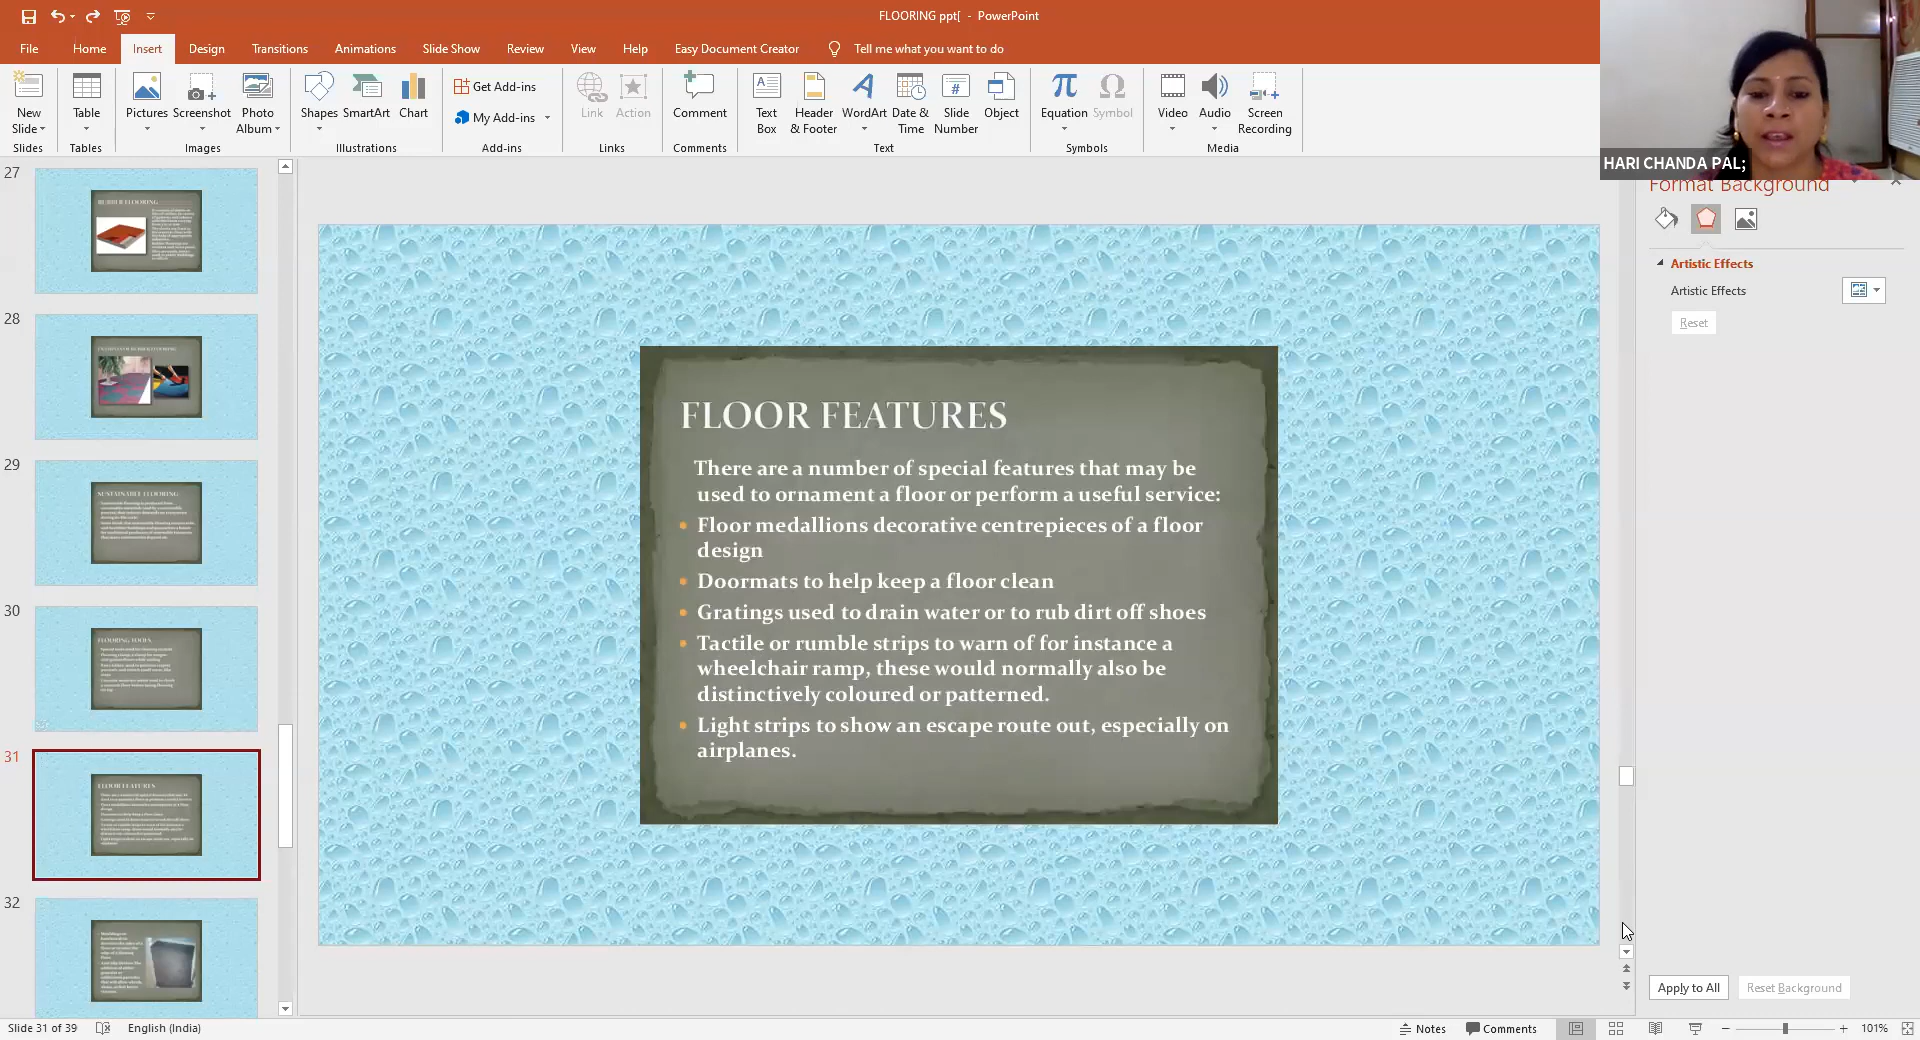 FLOORING ppt[ - PowerPoint
File Home Insert Design Transitions Animations Slide Show Review View Help Easy Document Creator Tell me what you want to do
New Slide
Table
Pictures
Screenshot
Photo Album
Shapes
SmartArt
Chart
Get Add-ins
My Add-ins
Link
Action
Comment
Text Box
Header & Footer
WordArt
Date & Time
Slide Number
Object
Equation
Symbol
Video
Audio
Screen Recording
Slides Tables Images Illustrations Add-ins Links Comments Text Symbols Media
HARI CHANDA PAL;
Format Background
Artistic Effects
Artistic Effects
Reset
27
RUBBER FLOORING
28
29
SUSTAINABLE FLOORING
30
FLOORING TOOLS
31
FLOOR FEATURES
32
FLOOR FEATURES
There are a number of special features that may be
used to ornament a floor or perform a useful service:
Floor medallions decorative centrepieces of a floor
design
Doormats to help keep a floor clean
Gratings used to drain water or to rub dirt off shoes
Tactile or rumble strips to warn of for instance a
wheelchair ramp, these would normally also be
distinctively coloured or patterned.
Light strips to show an escape route out, especially on
airplanes.
Apply to All Reset Background
Slide 31 of 39 English (India) Notes Comments 101%